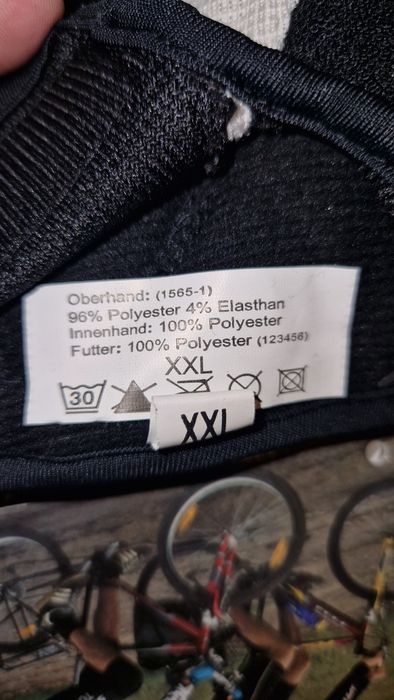 Oberhand: (1565-1)
96% Polyester 4% Elasthan
Innenhand: 100% Polyester
Futter: 100% Polyester (123456)
XXL
30
XXL